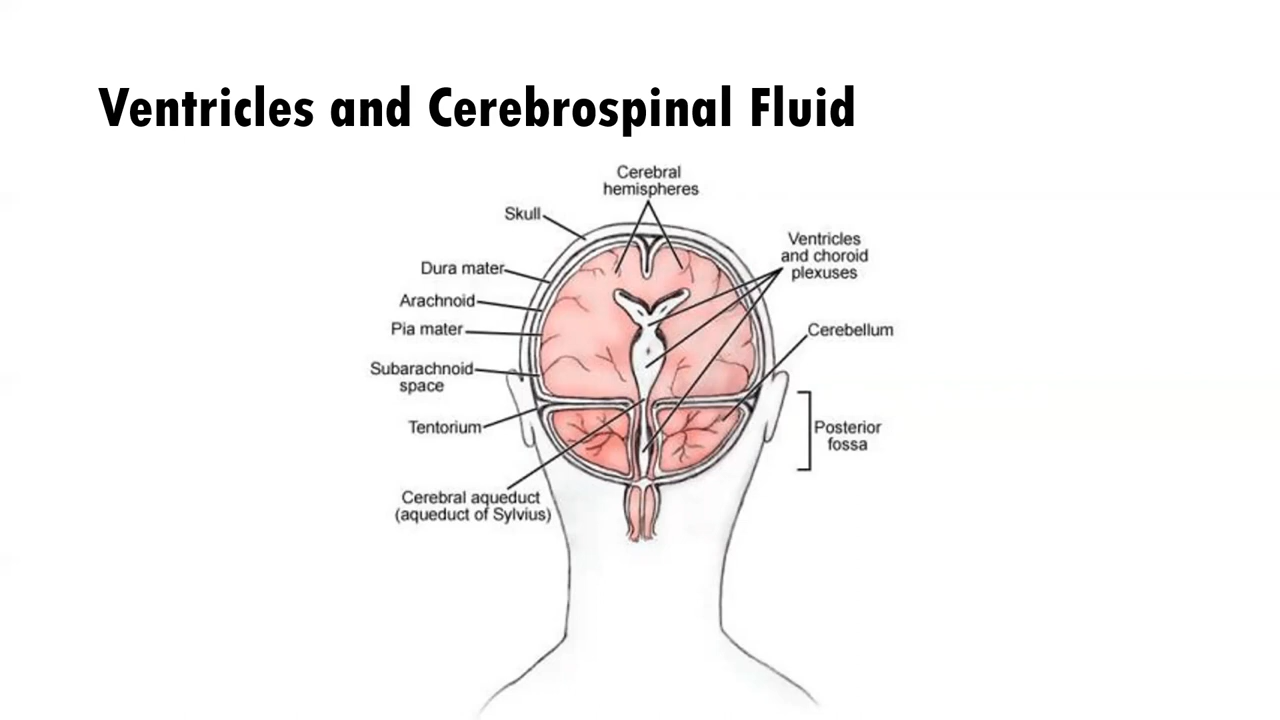 Ventricles and Cerebrospinal Fluid
Cerebral
hemispheres
Skull
Ventricles
and choroid
plexuses
Dura mater
Arachnoid
Pia mater
Cerebellum
Subarachnoid
space
Tentorium
Posterior
fossa
Cerebral aqueduct
(aqueduct of Sylvius)